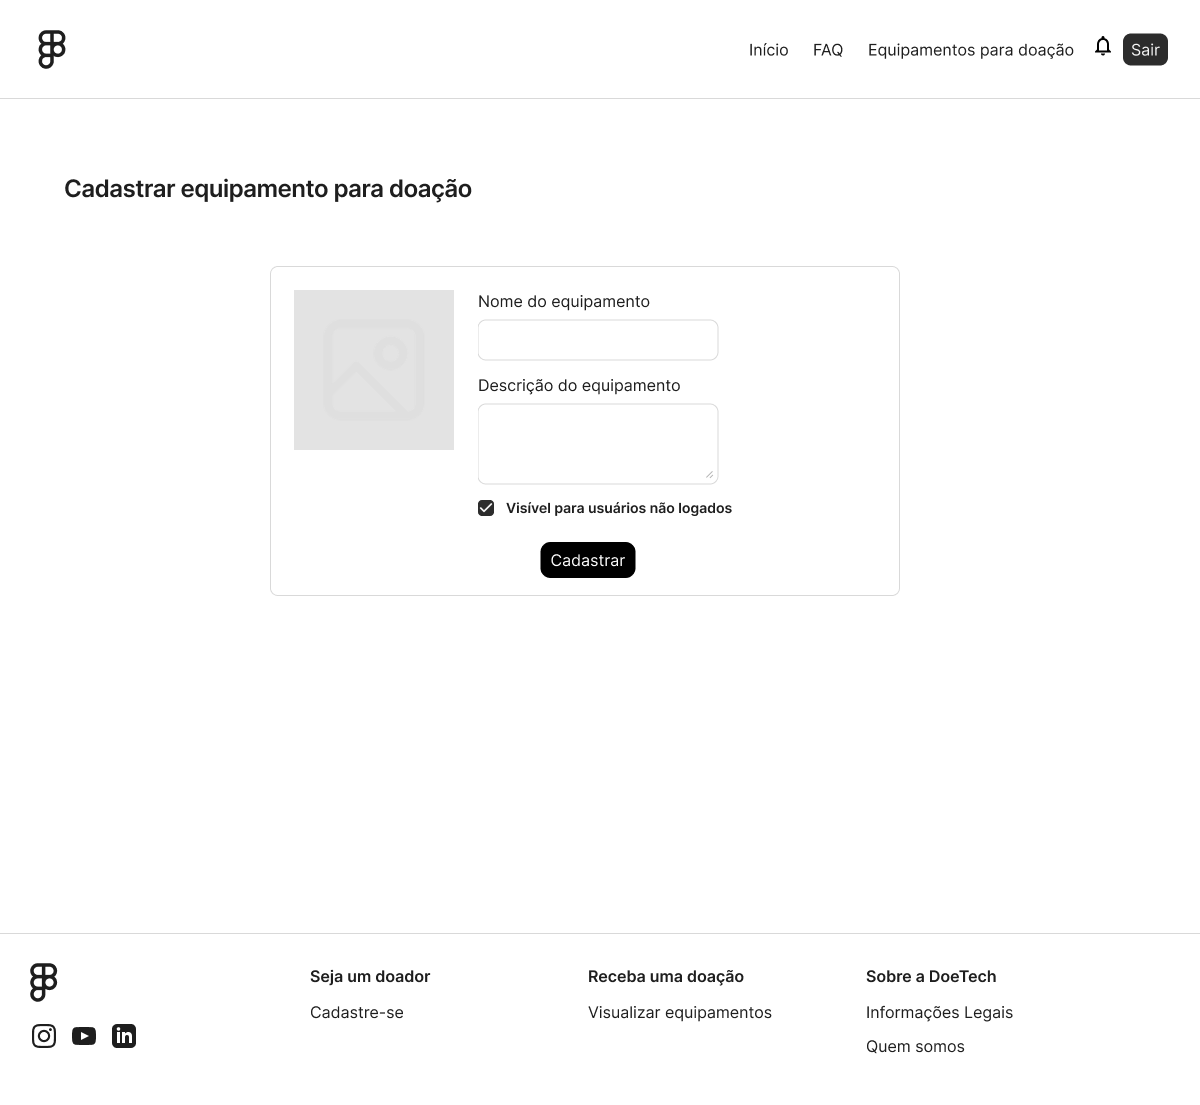 Início
FAQ
Equipamentos para doação
Sair
Cadastrar equipamento para doação
Nome do equipamento
Descrição do equipamento
Visível para usuários não logados
Cadastrar
Seja um doador
Cadastre-se
Receba uma doação
Visualizar equipamentos
Sobre a DoeTech
Informações Legais
Quem somos